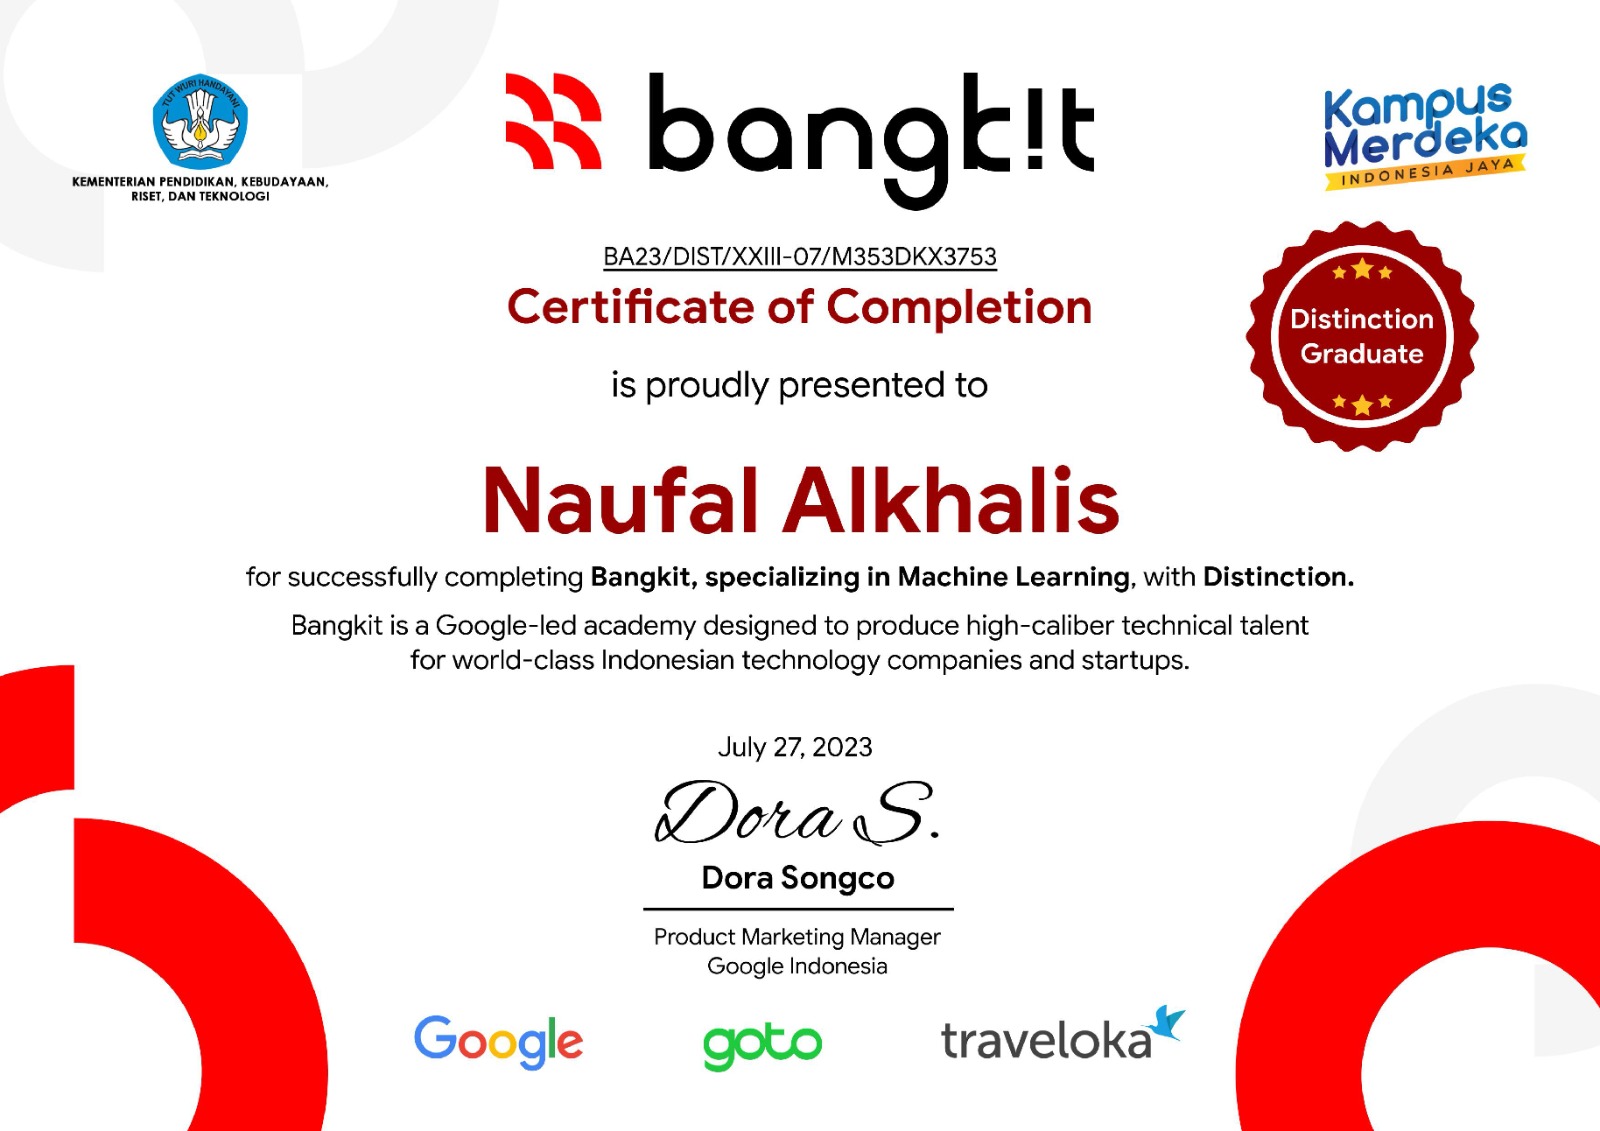 TUT WURI HANDAYANI
KEMENTERIAN PENDIDIKAN, KEBUDAYAAN,
RISET, DAN TEKNOLOGI
bangk!t
Kampus
Merdeka
INDONESIA JAYA
BA23/DIST/XXIII-07/M353DKX3753
Certificate of Completion
is proudly presented to
Distinction
Graduate
Naufal Alkhalis
for successfully completing Bangkit, specializing in Machine Learning, with Distinction.
Bangkit is a Google-led academy designed to produce high-caliber technical talent
for world-class Indonesian technology companies and startups.
July 27, 2023
Dora S.
Dora Songco
Product Marketing Manager
Google Indonesia
Google
goto
traveloka